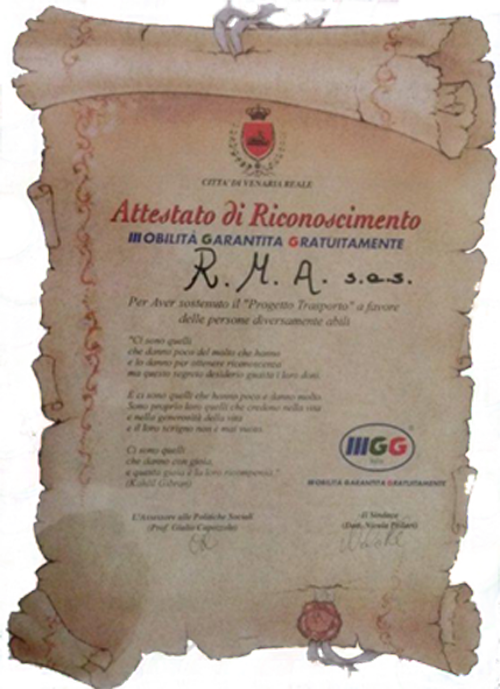 CITTA' DI VENARIA REALE
Attestato di Riconoscimento
MOBILITÀ GARANTITA GRATUITAMENTE
R.M.A. s.a.s.
Per Aver sostenuto il "Progetto Trasporto" a favore
delle persone diversamente abili
"Ci sono quelli
che danno poco del molto che hanno
e lo danno per ottenere riconoscenza
ma questo segreto desiderio guasta i loro doni.
E ci sono quelli che hanno poco e danno molto.
Sono proprio loro quelli che credono nella vita
e nella generosità della vita
e il loro scrigno non è mai vuoto.
Ci sono quelli
che danno con gioia,
e questa gioia è la loro ricompensa."
(Kahlil Gibran)
MGG
MOBILITÀ GARANTITA GRATUITAMENTE
L'Assessore alle Politiche Sociali
Il Sindaco
(Prof. Giulio Capozzolo)
(Dott. Nicola Pollari)